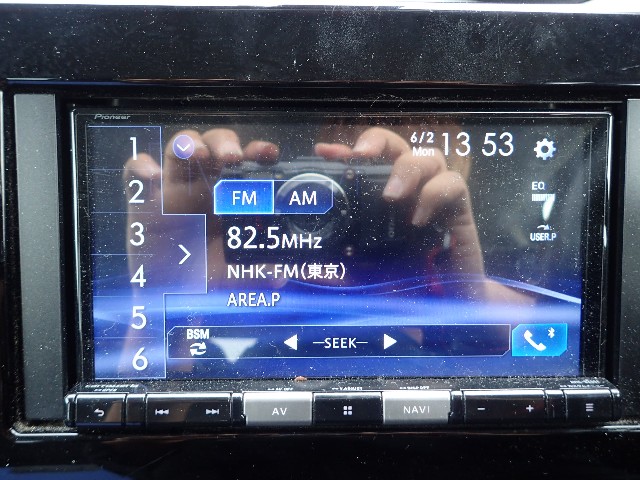 Pioneer
1
2
3
4
5
6
6/2 Mon 13 53
FM AM
EQ
USER.P
82.5MHz
NHK-FM(東京)
AREA.P
BSM
SEEK
AV
NAVI
- +